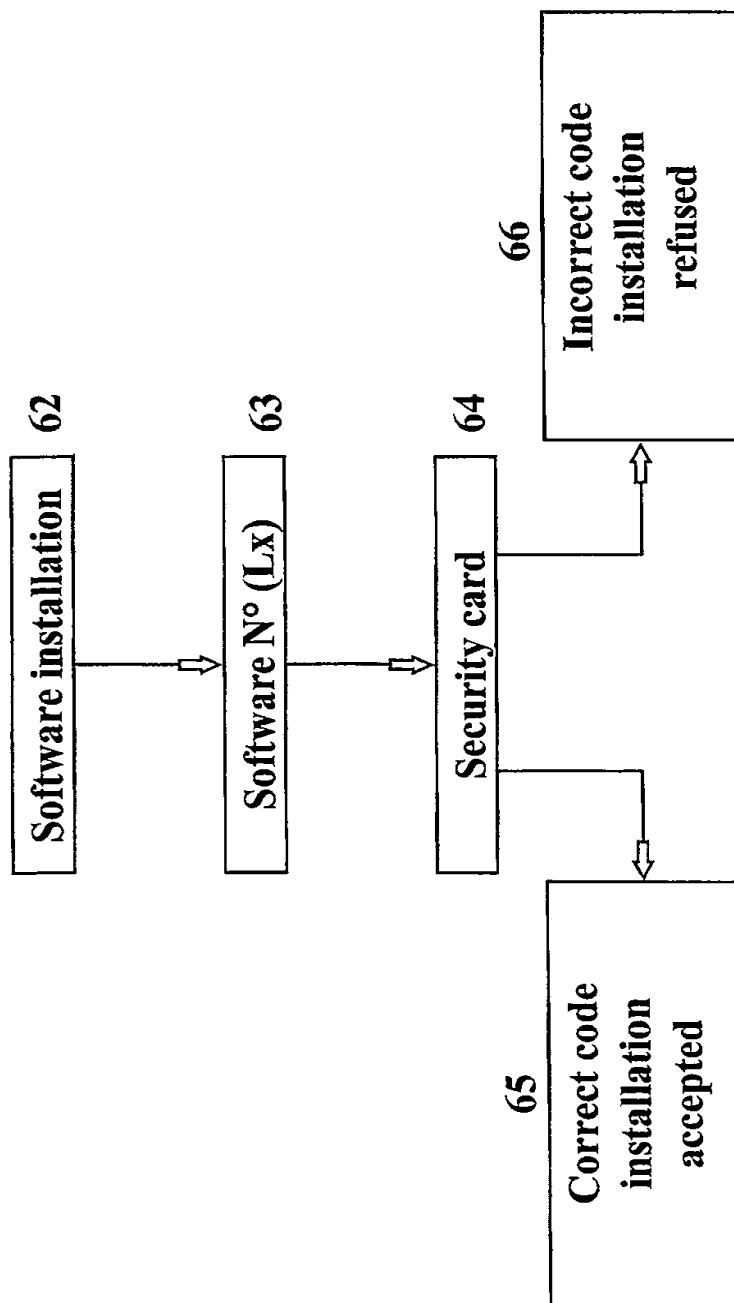 Software installation
62
Software N° (Lx)
63
Security card
64
65
Correct code
installation
accepted
66
Incorrect code
installation
refused